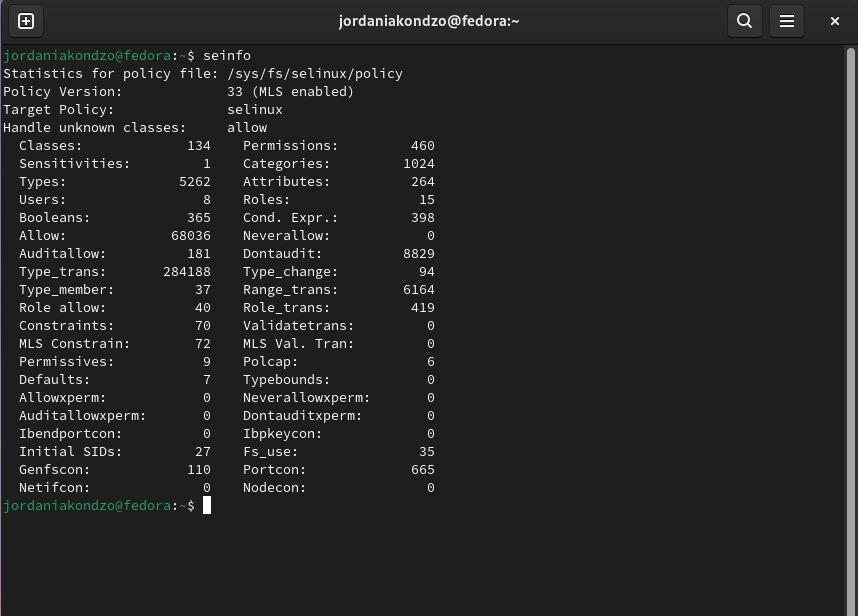 jordaniakondzo@fedora:~
jordaniakondzo@fedora:~$ seinfo
Statistics for policy file: /sys/fs/selinux/policy
Policy Version:             33 (MLS enabled)
Target Policy:              selinux
Handle unknown classes:     allow
  Classes:             134    Permissions:         460
  Sensitivities:         1    Categories:         1024
  Types:              5262    Attributes:          264
  Users:                 8    Roles:                15
  Booleans:            365    Cond. Expr.:         398
  Allow:             68036    Neverallow:            0
  Auditallow:          181    Dontaudit:          8829
  Type_trans:       284188    Type_change:          94
  Type_member:          37    Range_trans:        6164
  Role allow:           40    Role_trans:          419
  Constraints:          70    Validatetrans:         0
  MLS Constrain:        72    MLS Val. Tran:         0
  Permissives:           9    Polcap:                6
  Defaults:              7    Typebounds:            0
  Allowxperm:            0    Neverallowxperm:       0
  Auditallowxperm:       0    Dontauditxperm:        0
  Ibendportcon:          0    Ibpkeycon:             0
  Initial SIDs:         27    Fs_use:               35
  Genfscon:            110    Portcon:             665
  Netifcon:              0    Nodecon:               0
jordaniakondzo@fedora:~$